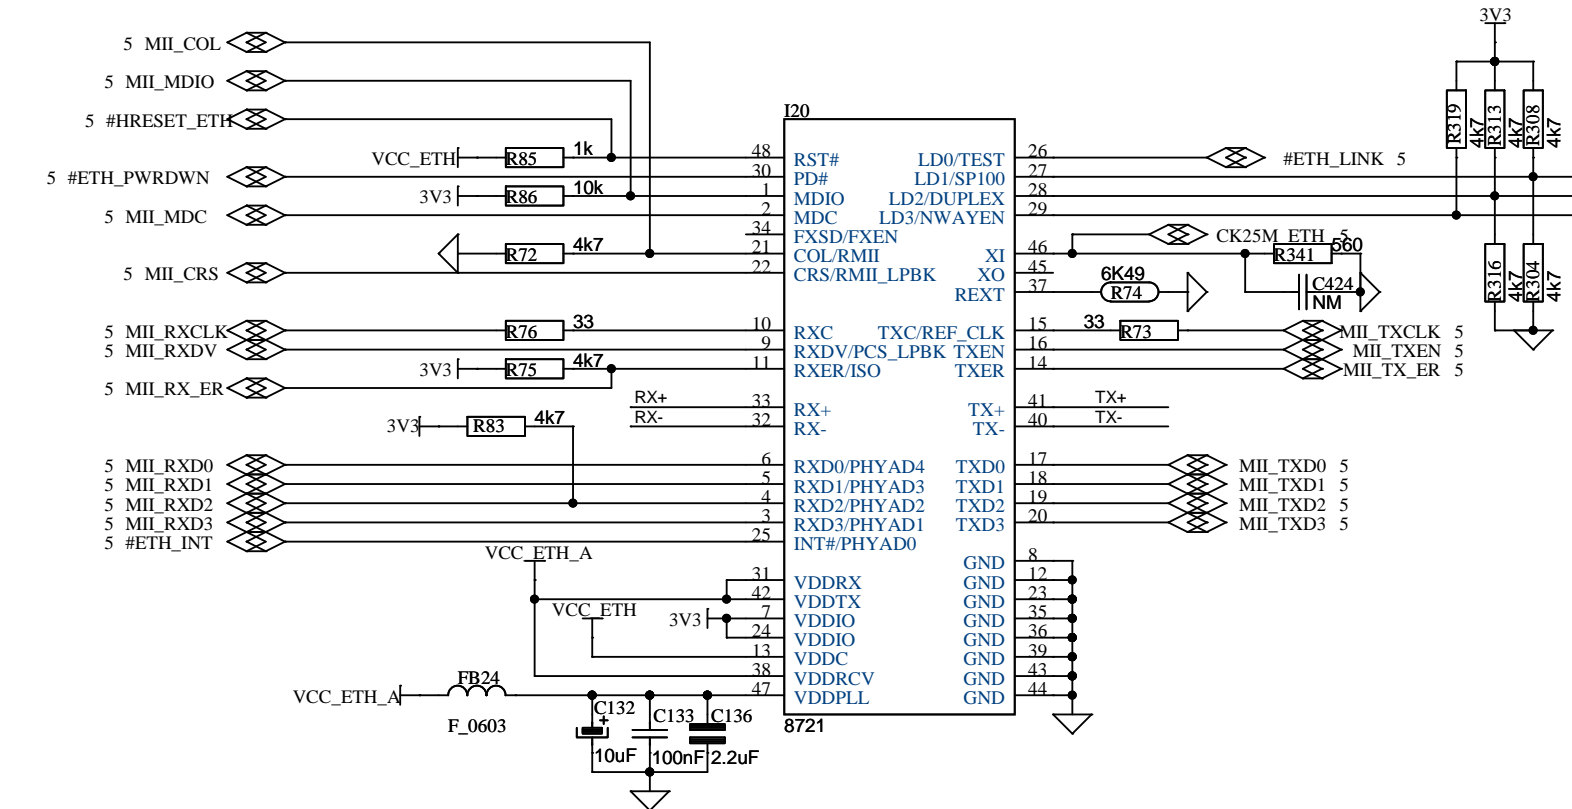 3V3
5 MII_COL
5 MII_MDIO
5 #HRESET_ETH
I20
R319 4k7
R313 4k7
R308 4k7
VCC_ETH R85 1k 48 RST# LD0/TEST 26 #ETH_LINK 5
5 #ETH_PWRDWN 30 PD# LD1/SP100 27
3V3 R86 10k 1 MDIO LD2/DUPLEX 28
5 MII_MDC 2 MDC LD3/NWAYEN 29
34 FXSD/FXEN CK25M_ETH 5
R72 4k7 21 COL/RMII XI 46 R341 560
5 MII_CRS 22 CRS/RMII_LPBK XO 45
REXT 37 6K49 R74 C424 NM
R316 4k7
R304 4k7
5 MII_RXCLK R76 33 10 RXC TXC/REF_CLK 15 33 R73 MII_TXCLK 5
5 MII_RXDV 9 RXDV/PCS_LPBK TXEN 16 MII_TXEN 5
3V3 R75 4k7 11 RXER/ISO TXER 14 MII_TX_ER 5
5 MII_RX_ER
RX+ 33 RX+ TX+ 41 TX+
RX- 32 RX- TX- 40 TX-
3V3 R83 4k7
5 MII_RXD0 6 RXD0/PHYAD4 TXD0 17 MII_TXD0 5
5 MII_RXD1 5 RXD1/PHYAD3 TXD1 18 MII_TXD1 5
5 MII_RXD2 4 RXD2/PHYAD2 TXD2 19 MII_TXD2 5
5 MII_RXD3 3 RXD3/PHYAD1 TXD3 20 MII_TXD3 5
5 #ETH_INT 25 INT#/PHYAD0
VCC_ETH_A
GND 8
31 VDDRX GND 12
42 VDDTX GND 23
VCC_ETH
3V3 7 VDDIO GND 35
24 VDDIO GND 36
13 VDDC GND 39
38 VDDRCV GND 43
VCC_ETH_A FB24 47 VDDPLL GND 44
F_0603
C132 C133 C136
+
8721
10uF 100nF 2.2uF